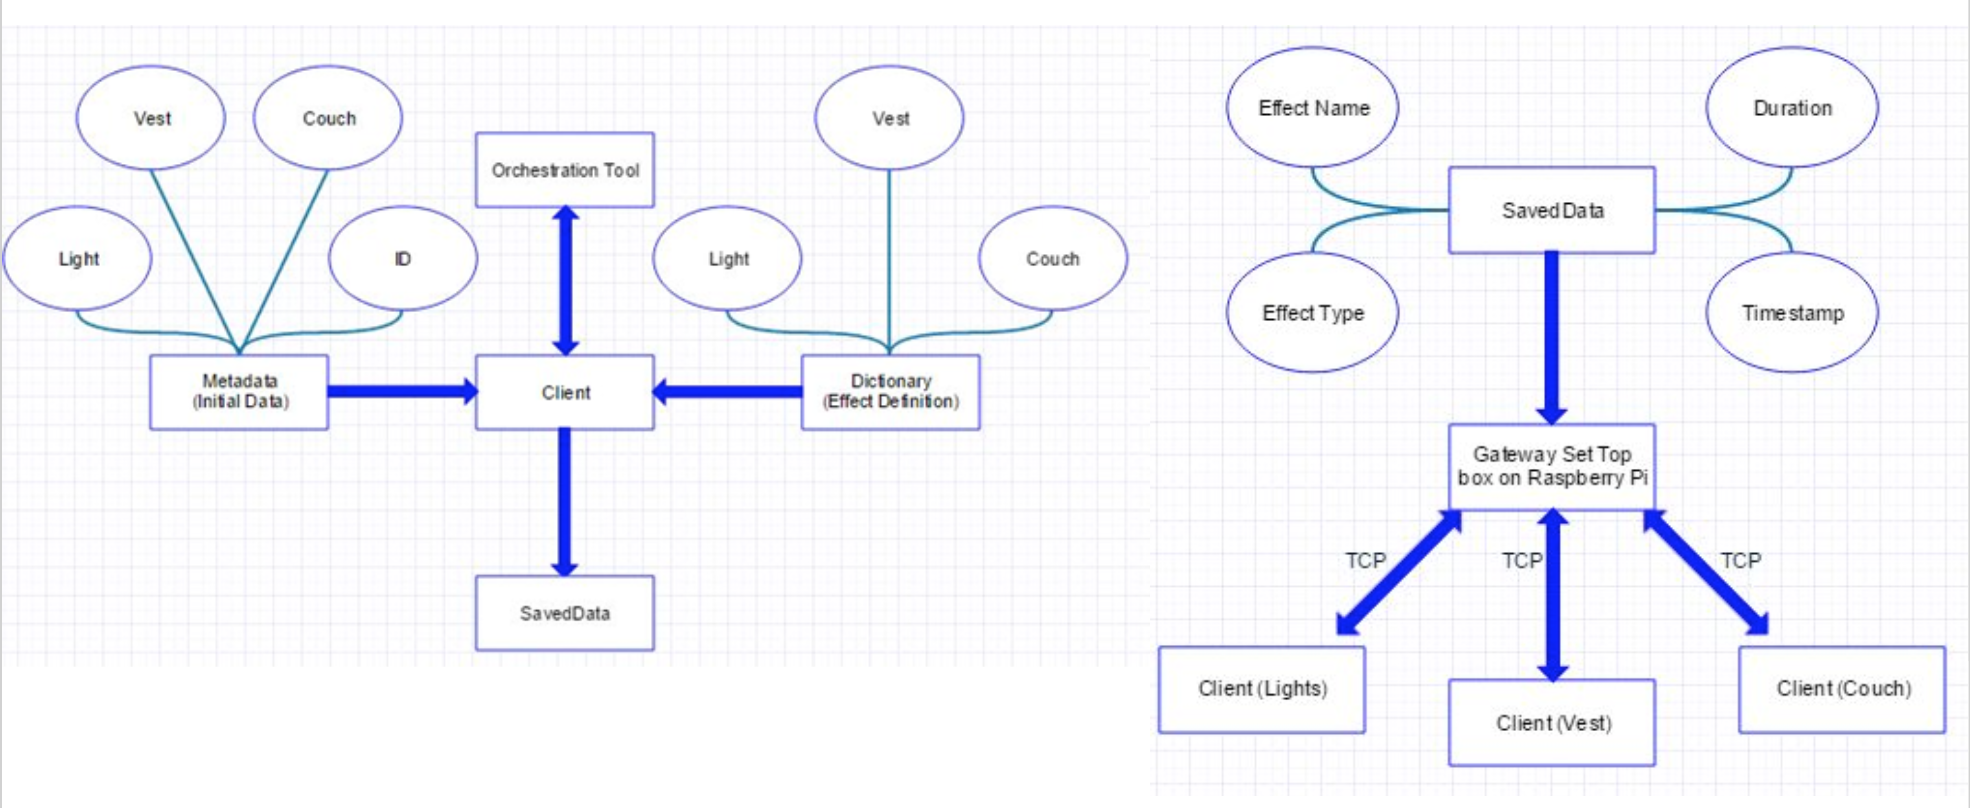 Vest
Couch
Light
ID
Orchestration Tool
Light
Vest
Couch
Metadata
(Initial Data)
Client
Dictionary
(Effect Definition)
SavedData
Effect Name
Duration
SavedData
Effect Type
Timestamp
Gateway Set Top
box on Raspberry Pi
TCP
TCP
TCP
Client (Lights)
Client (Vest)
Client (Couch)